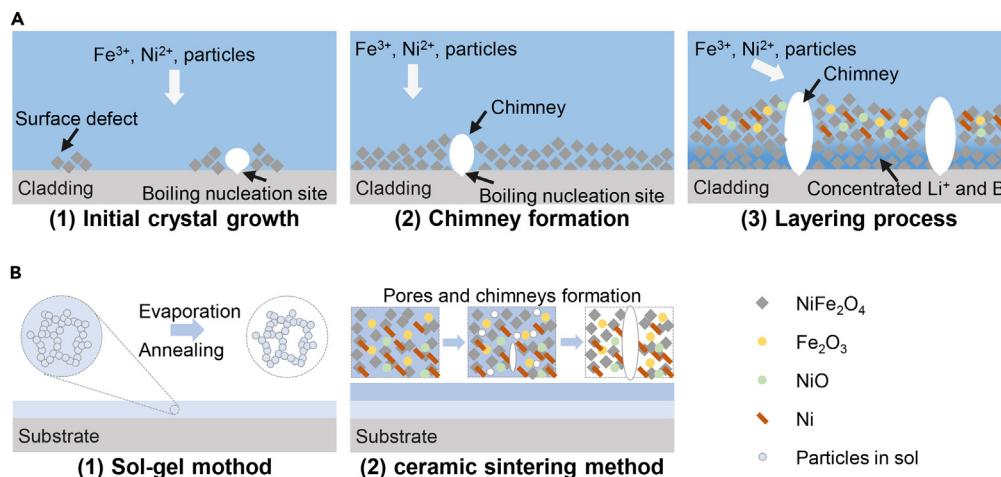 A
Fe³⁺, Ni²⁺, particles
Surface defect
Cladding
Boiling nucleation site
(1) Initial crystal growth
Fe³⁺, Ni²⁺, particles
Chimney
Cladding
Boiling nucleation site
(2) Chimney formation
Fe³⁺, Ni²⁺, particles
Chimney
Cladding
Concentrated Li⁺ and B
(3) Layering process
B
Evaporation
Annealing
Substrate
(1) Sol-gel mothod
Pores and chimneys formation
Substrate
(2) ceramic sintering method
NiFe₂O₄
Fe₂O₃
NiO
Ni
Particles in sol